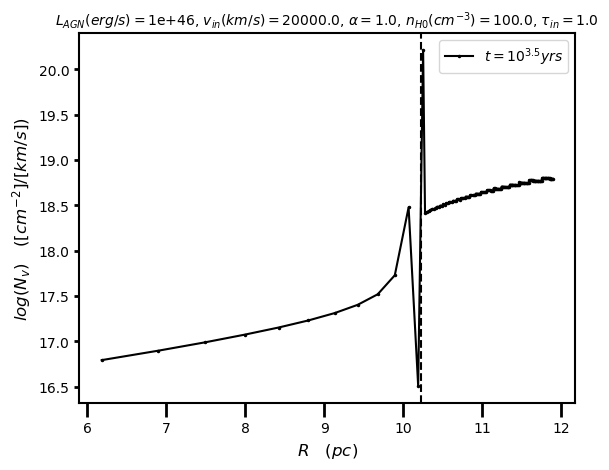 L_AGN(erg/s) = 1e+46, v_in(km/s) = 20000.0, α = 1.0, n_H0(cm⁻³) = 100.0, τ_in = 1.0
t = 10^3.5 yrs
20.0
19.5
19.0
18.5
18.0
17.5
17.0
16.5
log(N_v) ([cm⁻²]/[km/s])
6 7 8 9 10 11 12
R (pc)